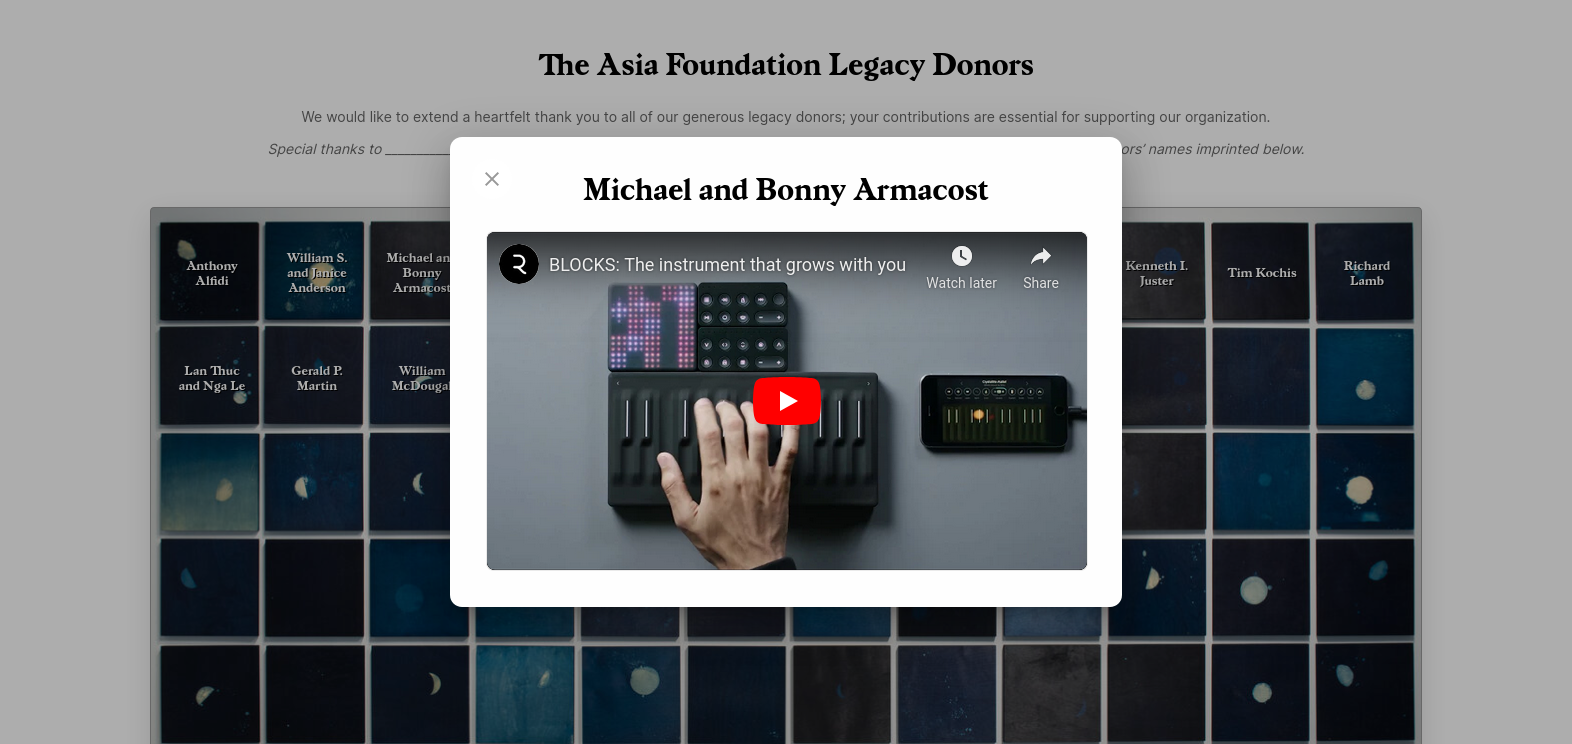 The Asia Foundation Legacy Donors
We would like to extend a heartfelt thank you to all of our generous legacy donors; your contributions are essential for supporting our organization.
Special thanks to ors' names imprinted below.
Michael and Bonny Armacost
BLOCKS: The instrument that grows with you
Watch later
Share
Anthony
Alfidi
William S.
and Janice
Anderson
Michael an
Bonny
Armacost
Kenneth I.
Juster
Tim Kochis
Richard
Lamb
Lan Thuc
and Nga Le
Gerald P.
Martin
William
McDougal